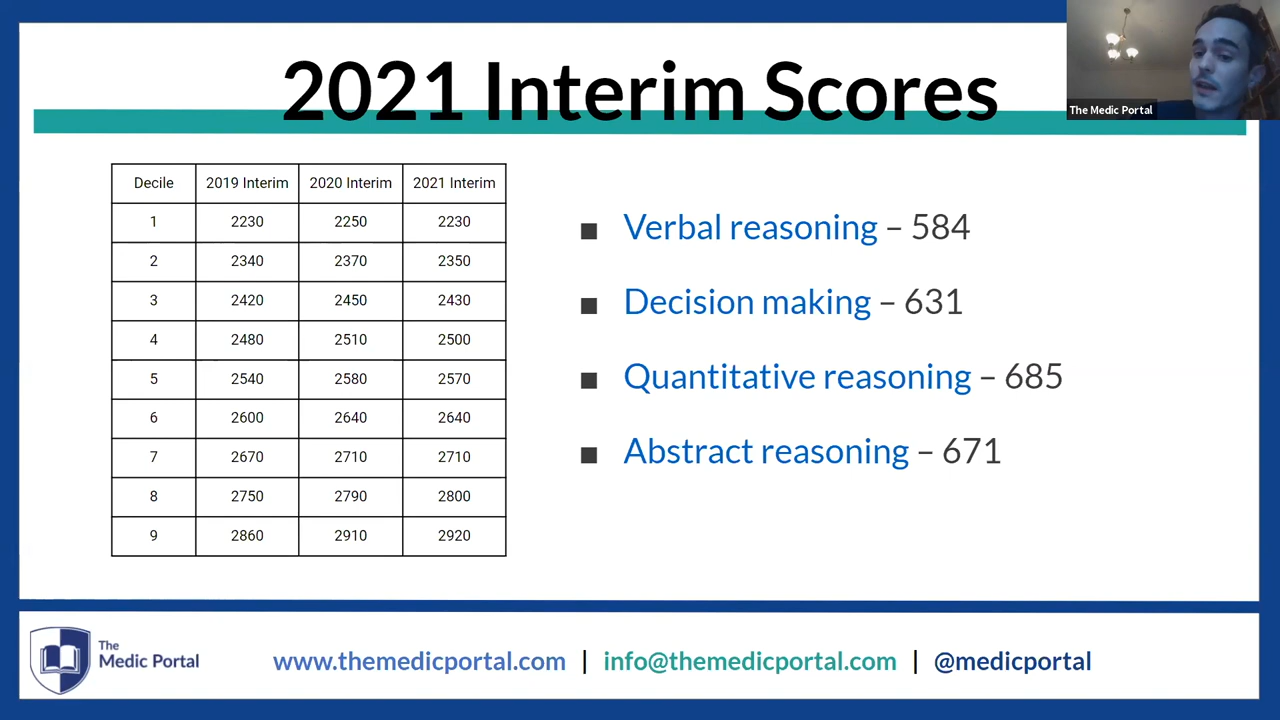 2021 Interim Scores
The Medic Portal
Decile 2019 Interim 2020 Interim 2021 Interim
1 2230 2250 2230
2 2340 2370 2350
3 2420 2450 2430
4 2480 2510 2500
5 2540 2580 2570
6 2600 2640 2640
7 2670 2710 2710
8 2750 2790 2800
9 2860 2910 2920
■ Verbal reasoning – 584
■ Decision making – 631
■ Quantitative reasoning – 685
■ Abstract reasoning – 671
The
Medic Portal
www.themedicportal.com | info@themedicportal.com | @medicportal